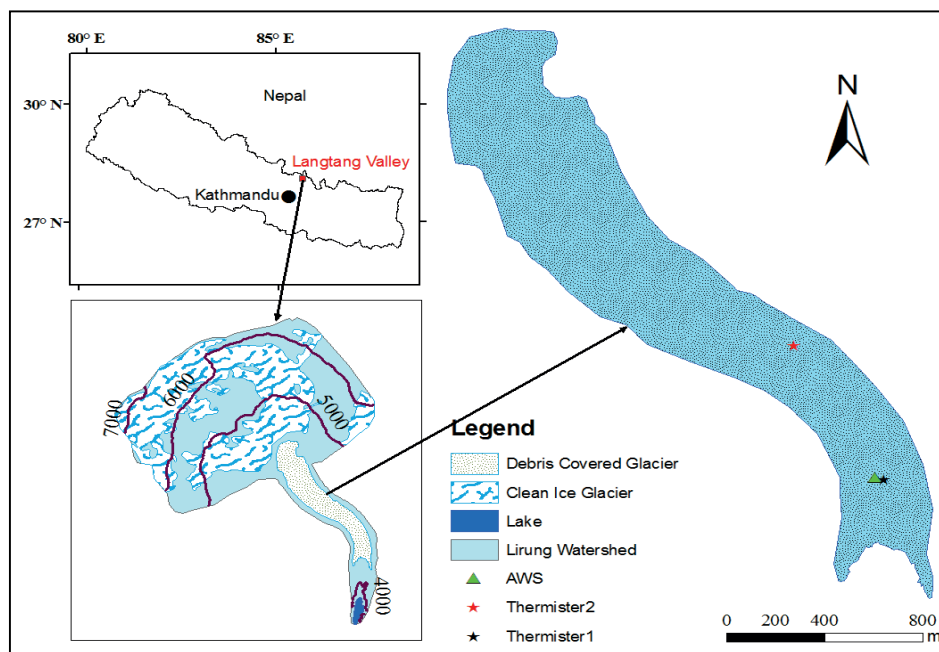 80° E
85° E
30° N
27° N
Nepal
Langtang Valley
Kathmandu
N
7000
6000
5000
4000
Legend
Debris Covered Glacier
Clean Ice Glacier
Lake
Lirung Watershed
AWS
Thermister2
Thermister1
0 200 400 800
m